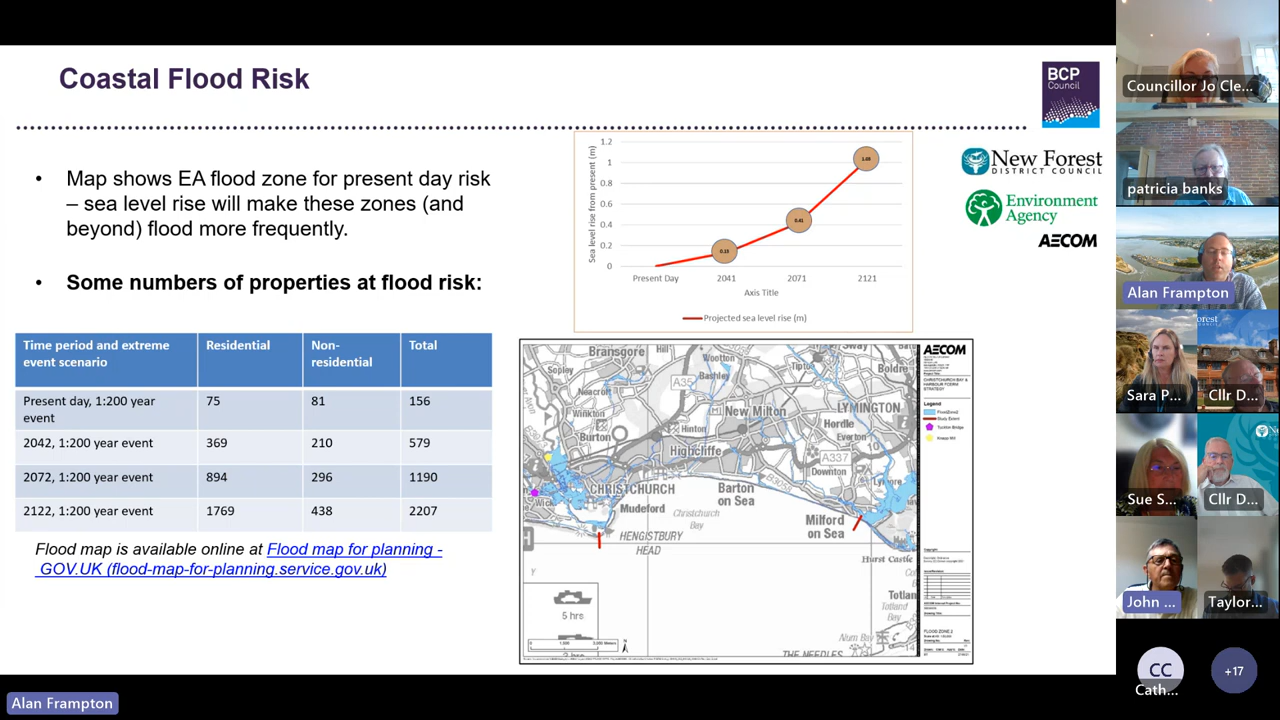 Coastal Flood Risk
BCP
Council
• Map shows EA flood zone for present day risk
– sea level rise will make these zones (and
beyond) flood more frequently.
• Some numbers of properties at flood risk:
Time period and extreme
event scenario
Residential
Non-
residential
Total
Present day, 1:200 year
event
75
81
156
2042, 1:200 year event
369
210
579
2072, 1:200 year event
894
296
1190
2122, 1:200 year event
1769
438
2207
Flood map is available online at Flood map for planning -
GOV.UK (flood-map-for-planning.service.gov.uk)
Sea level rise from present (m)
1.2
1
0.8
0.6
0.4
0.2
0
0.15
0.41
Present Day
2041
2071
2121
Axis Title
Projected sea level rise (m)
New Forest
DISTRICT COUNCIL
Environment
Agency
AECOM
Bransgore
Sopley
Wootton
Bashley
A35
Boldre
Winkton
Burton
Hinton
New Milton
LYMINGTON
Hordle
Everton
A337
Downton
Highcliffe
CHRISTCHURCH
Mudeford
Christchurch
Bay
Barton
on Sea
Milford
on Sea
HENGISTBURY
HEAD
Hurst Castle
Totland
Bay
Alum Bay
THE NEEDLES
5 hrs
AECOM
Legend
Councillor Jo Cle...
patricia banks
Alan Frampton
Sara P...
Cllr D...
Sue S...
Cllr D...
John ...
Taylor...
CC
Cath...
+17
Alan Frampton